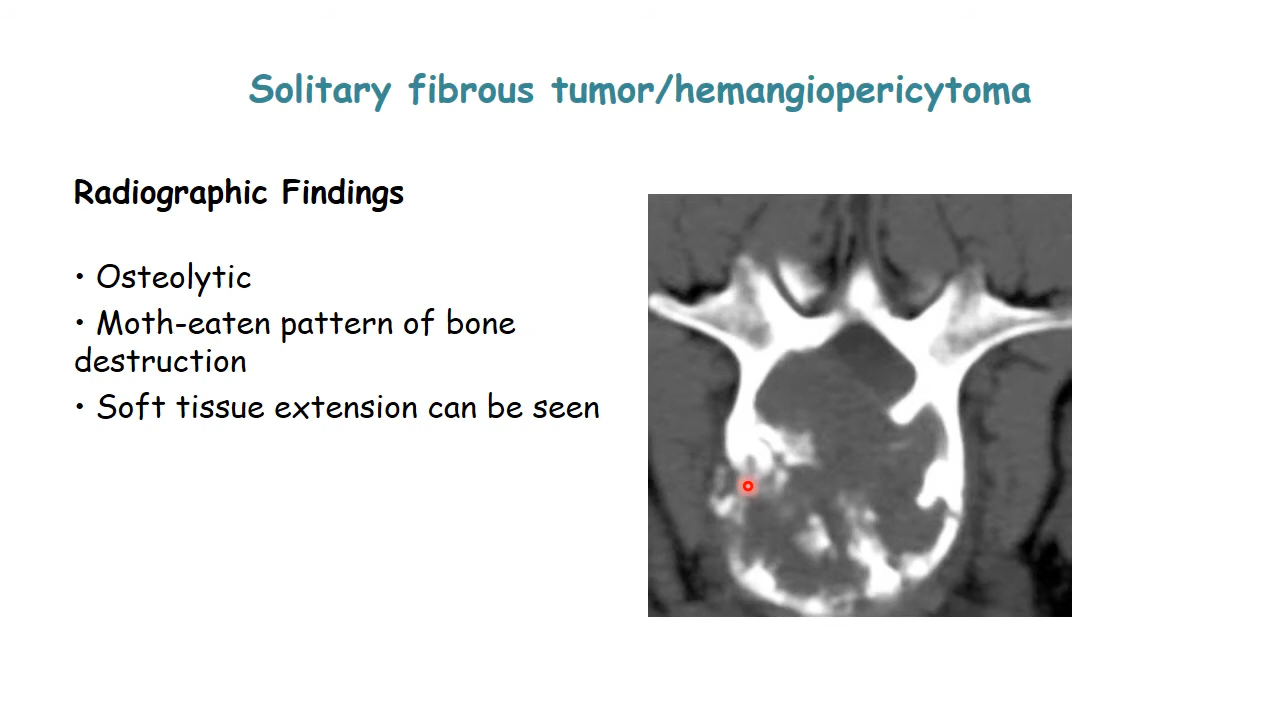 Solitary fibrous tumor/hemangiopericytoma
Radiographic Findings
• Osteolytic
• Moth-eaten pattern of bone
destruction
• Soft tissue extension can be seen